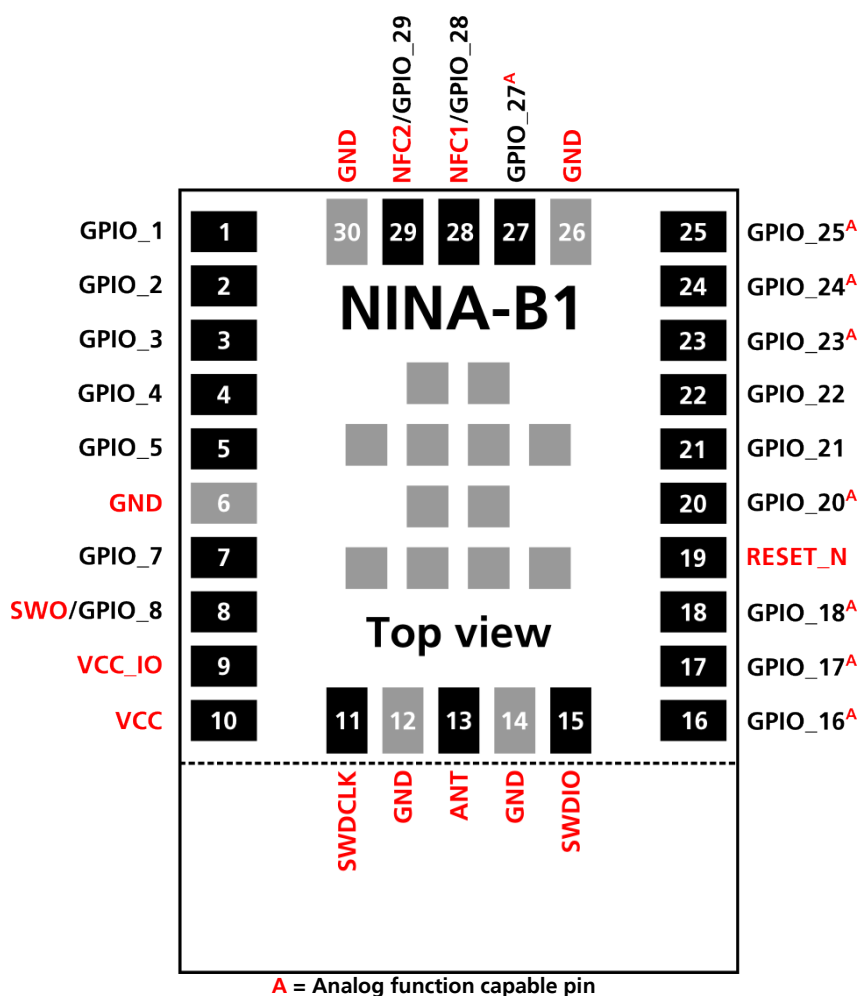 GND
NFC2/GPIO_29
NFC1/GPIO_28
GPIO_27A
GND
GPIO_1 1 30 29 28 27 26 25 GPIO_25A
GPIO_2 2 24 GPIO_24A
NINA-B1
GPIO_3 3 23 GPIO_23A
GPIO_4 4 22 GPIO_22
GPIO_5 5 21 GPIO_21
GND 6 20 GPIO_20A
GPIO_7 7 19 RESET_N
SWO/GPIO_8 8 18 GPIO_18A
Top view
VCC_IO 9 17 GPIO_17A
VCC 10 11 12 13 14 15 16 GPIO_16A
SWDCLK
GND
ANT
GND
SWDIO
A = Analog function capable pin